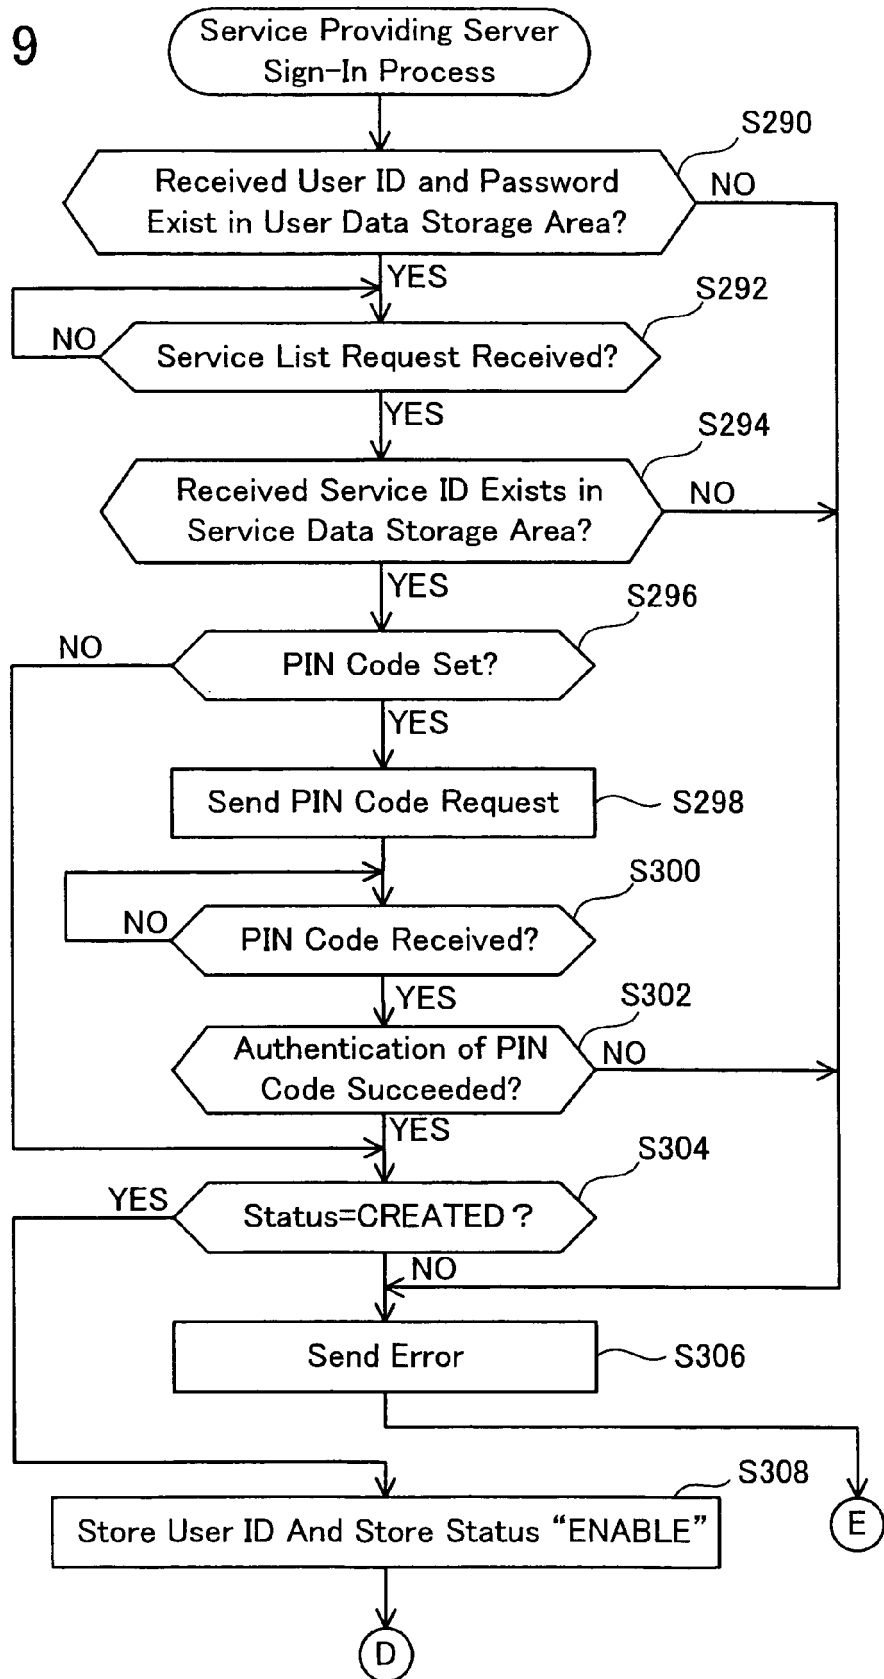 9
Service Providing Server
Sign-In Process
S290
Received User ID and Password
Exist in User Data Storage Area?
NO
YES
S292
NO
Service List Request Received?
YES
S294
Received Service ID Exists in
Service Data Storage Area?
NO
YES
S296
NO
PIN Code Set?
YES
Send PIN Code Request
S298
S300
NO
PIN Code Received?
YES
S302
Authentication of PIN
Code Succeeded?
NO
YES
S304
YES
Status=CREATED?
NO
Send Error
S306
S308
Store User ID And Store Status “ENABLE”
E
D